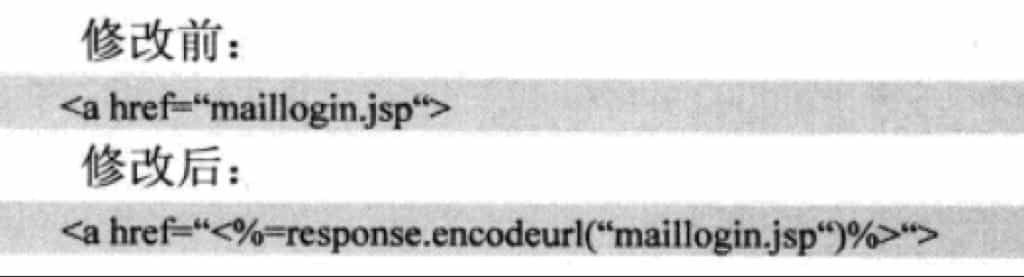 修改前：
<a href=“maillogin.jsp“>
修改后：
<a href=“<%=response.encodeurl(“maillogin.jsp“)%>“>